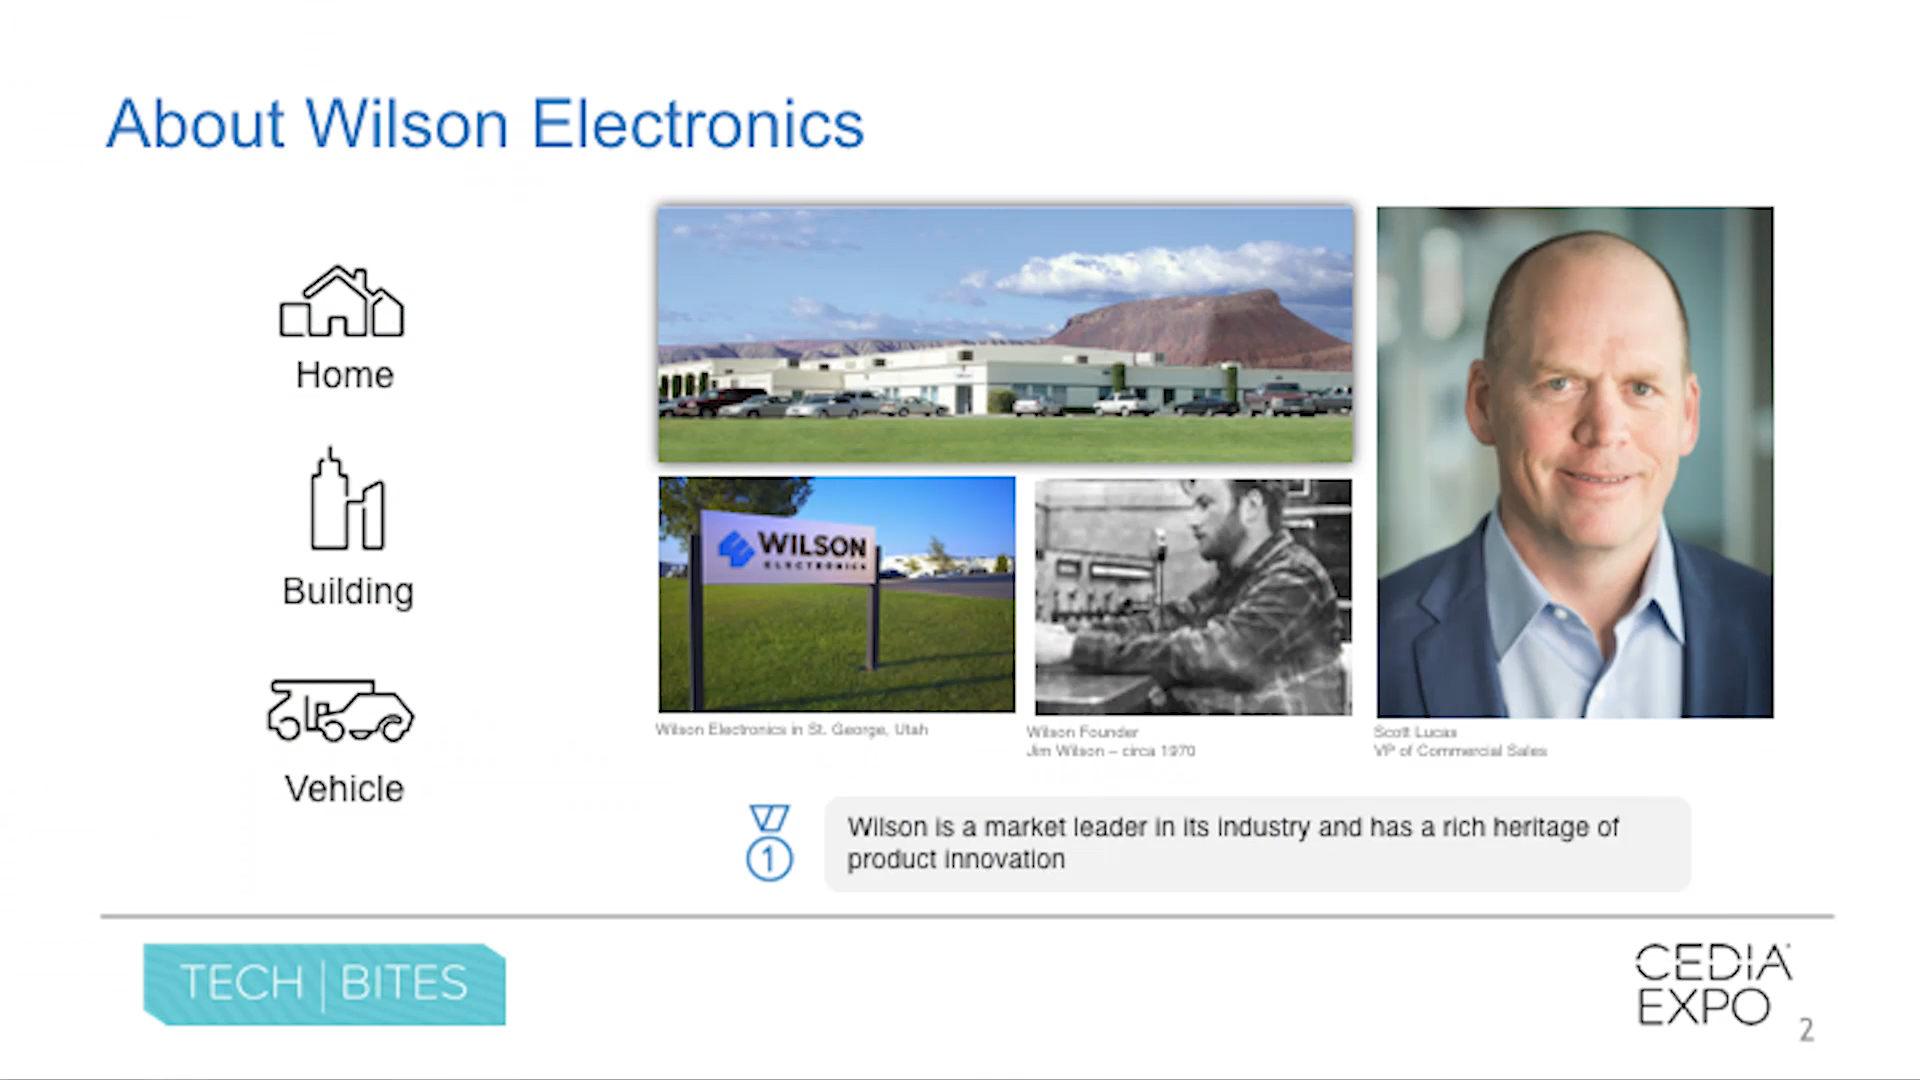 About Wilson Electronics
Home
Building
Vehicle
WILSON
ELECTRONICS
Wilson Electronics in St. George, Utah
Wilson Founder
Jim Wilson – circa 1970
Scott Lucas
VP of Commercial Sales
1
Wilson is a market leader in its industry and has a rich heritage of
product innovation
TECH | BITES
CEDIA
EXPO
2